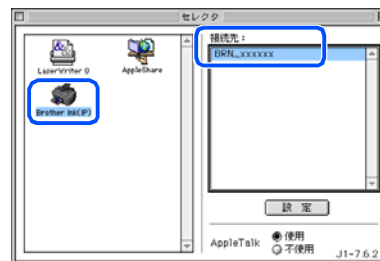 セレクタ
LaserWriter 8
AppleShare
Brother Ink(IP)
接続先：
BRN_xxxxxx
設 定
AppleTalk
使用
不使用
J1-7.6.2